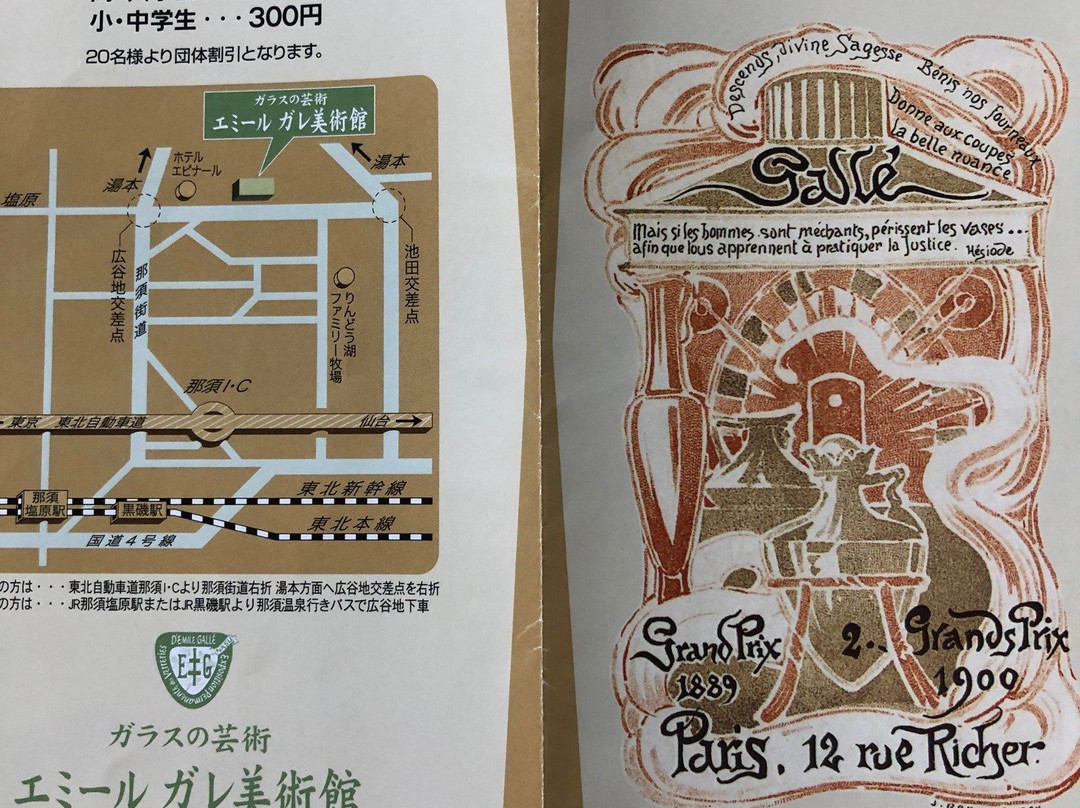 小・中学生・・・300円
20名様より団体割引となります。
ガラスの芸術
エミール ガレ美術館
湯本
ホテル
エピナール
湯本
塩原
広谷地交差点
那須街道
池田交差点
りんどう湖
ファミリー牧場
那須I・C
東京
東北自動車道
仙台
那須
塩原駅
黒磯駅
東北新幹線
東北本線
国道4号線
の方は・・・東北自動車道那須I・Cより那須街道右折 湯本方面へ広谷地交差点を右折
の方は・・・JR那須塩原駅またはJR黒磯駅より那須温泉行きバスで広谷地下車
D'EMILE GALLÉ
Exposition Permanente de Verreries
E G
ガラスの芸術
エミール ガレ美術館
Descends, divine Sagesse Bénis nos fourneaux
Donne aux coupes
la belle nuance.
Gallé
Mais si les hommes sont méchants, périssent les vases...
afin que tous apprennent à pratiquer la Justice. Hésiode
Grand Prix
1889
2.. Grands Prix
1900
Paris, 12 rue Richer.